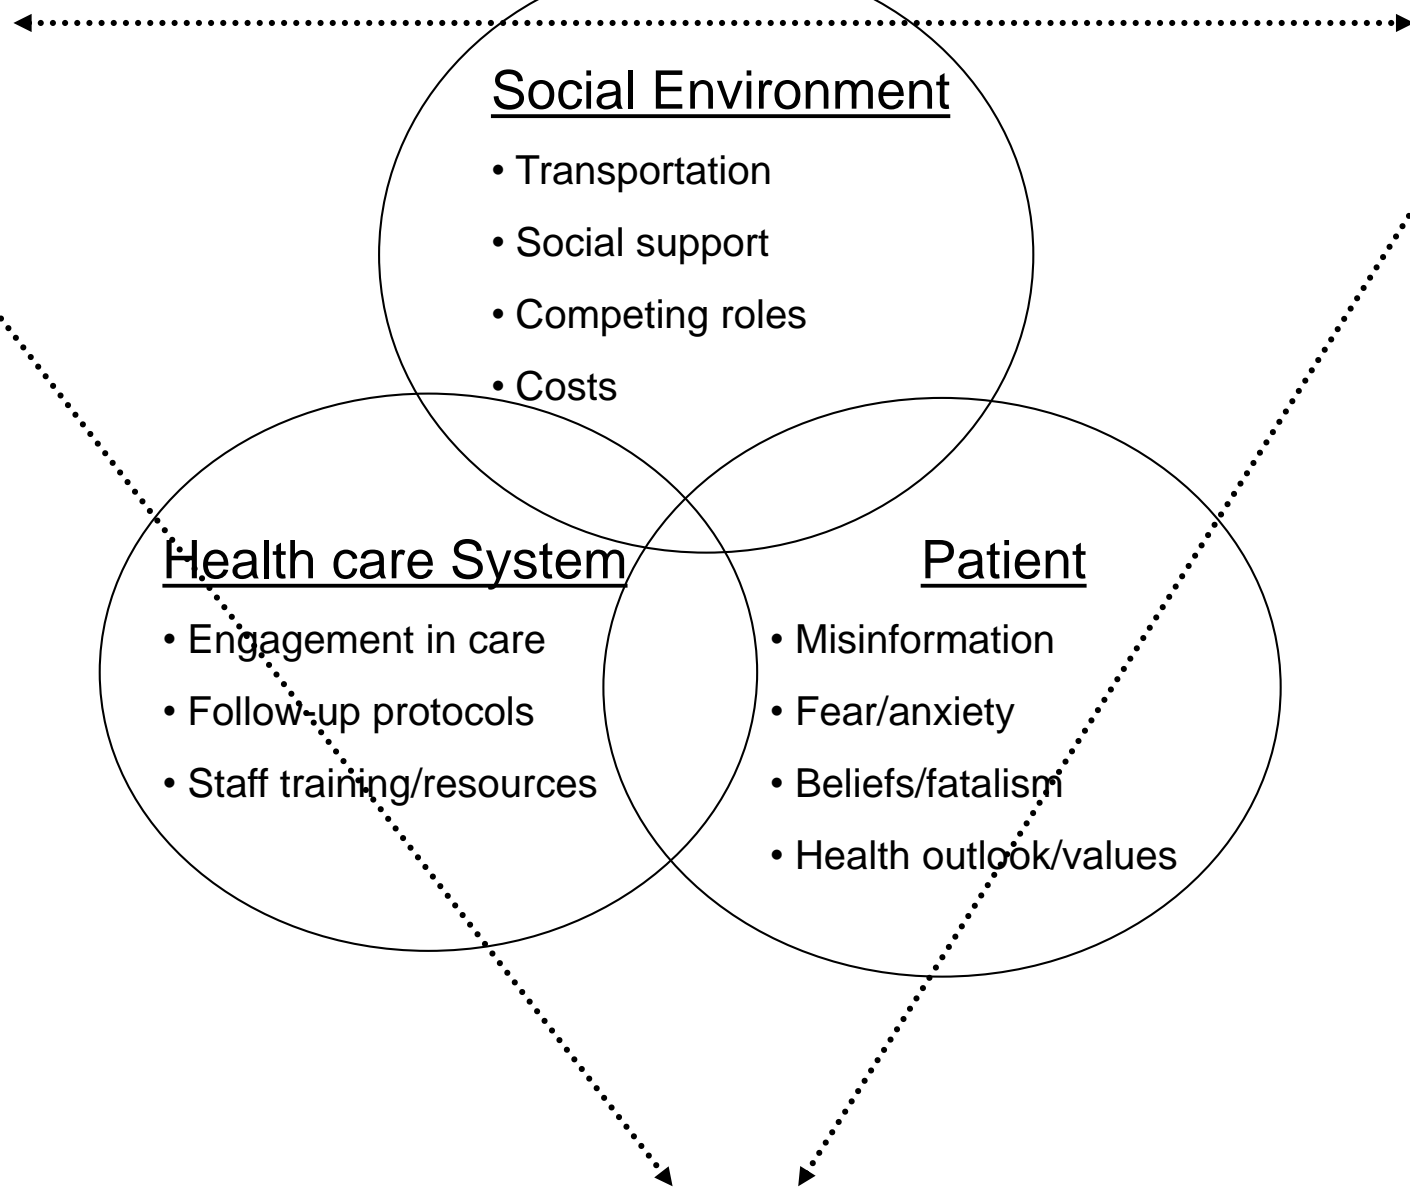 Social Environment
• Transportation
• Social support
• Competing roles
• Costs
Health care System
• Engagement in care
• Follow-up protocols
• Staff training/resources
Patient
• Misinformation
• Fear/anxiety
• Beliefs/fatalism
• Health outlook/values